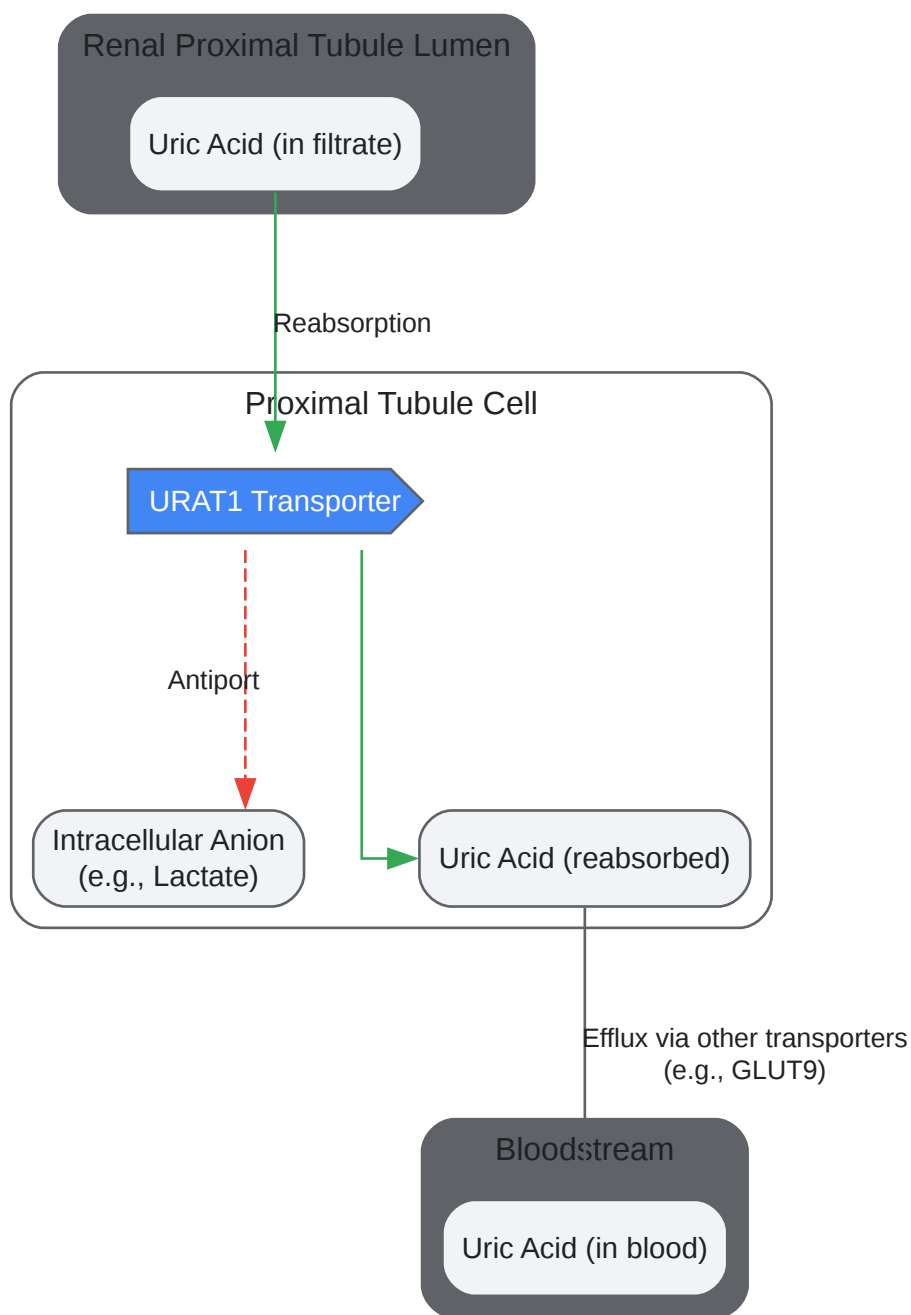 Renal Proximal Tubule Lumen
Uric Acid (in filtrate)
Reabsorption
Proximal Tubule Cell
URAT1 Transporter
Antiport
Intracellular Anion
(e.g., Lactate)
Uric Acid (reabsorbed)
Efflux via other transporters
(e.g., GLUT9)
Bloodstream
Uric Acid (in blood)